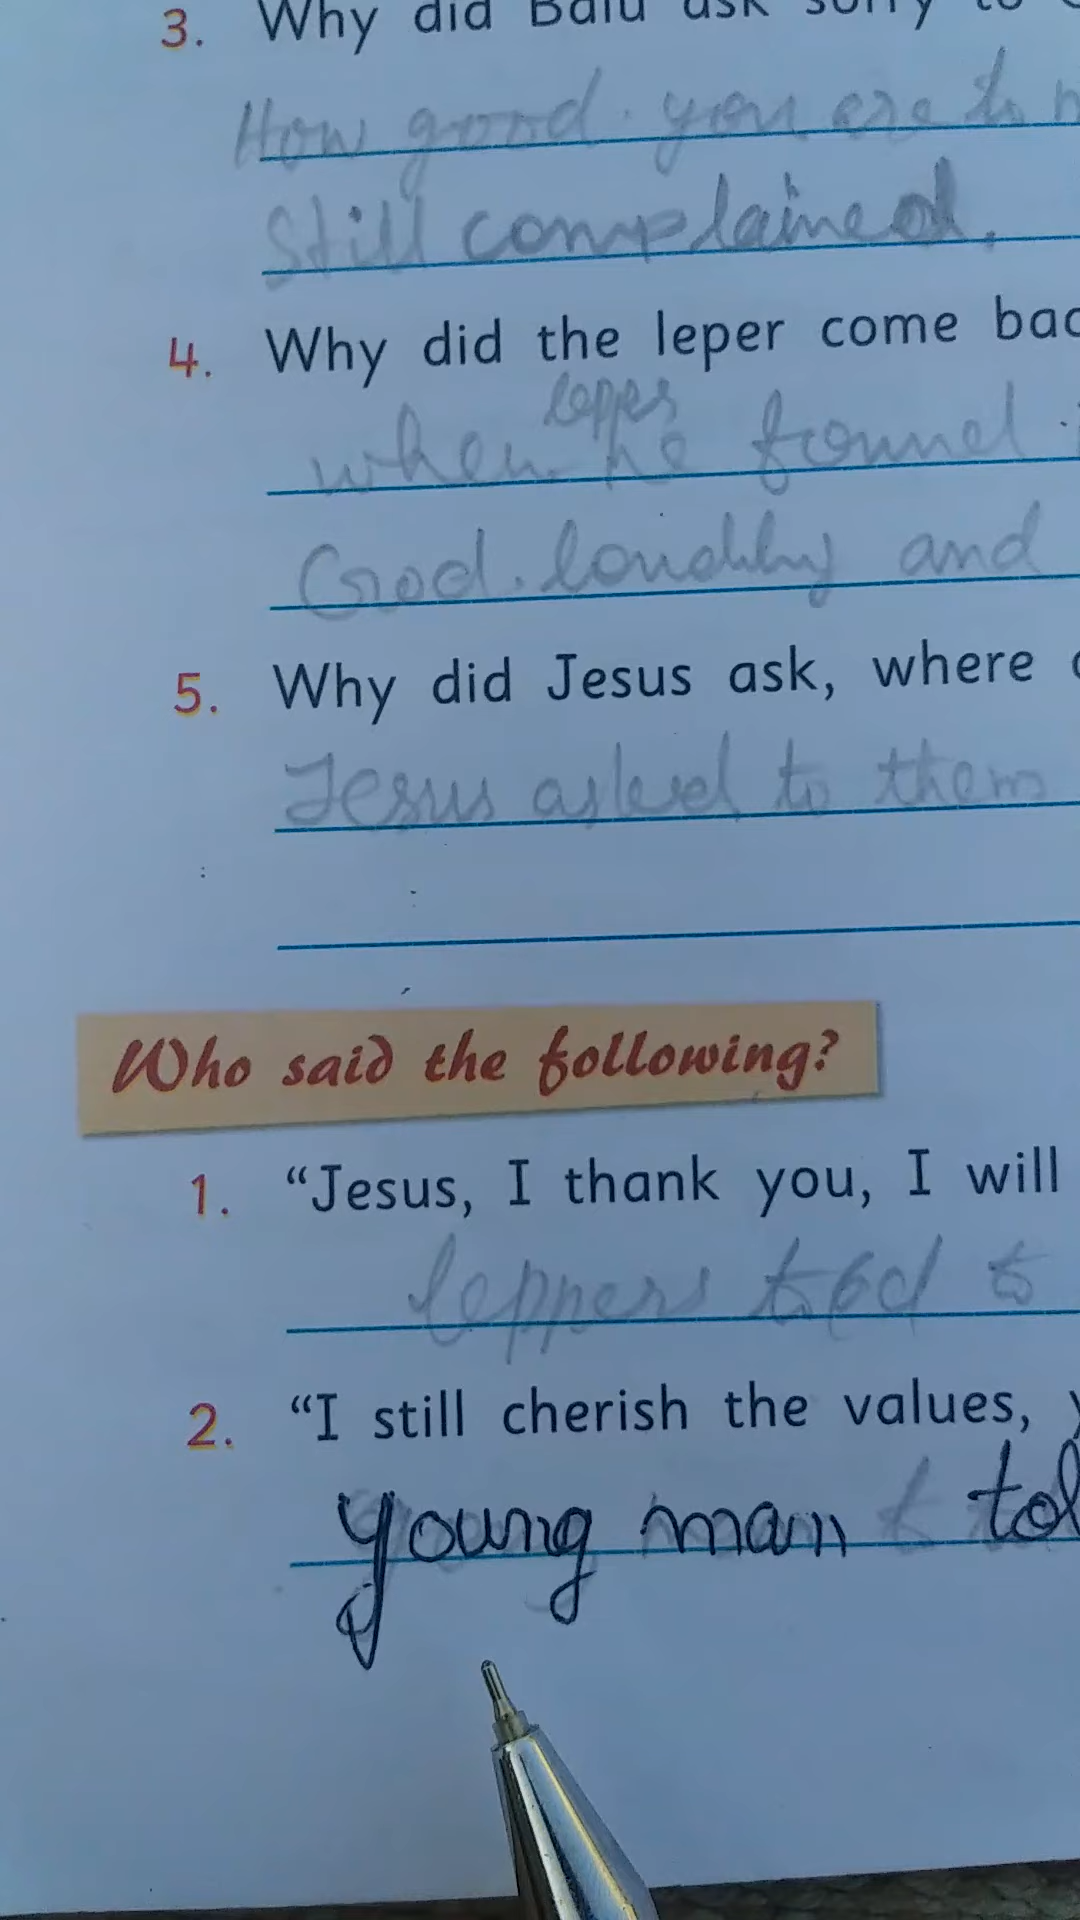 3. Why did Balu ask sorry to
How good you are to
Still complained.
4. Why did the leper come bac
leper
when he found
God. loudly and
5. Why did Jesus ask, where
Jesus asked to them
Who said the following?
1. “Jesus, I thank you, I will
leppers told to
2. “I still cherish the values, y
young man tol